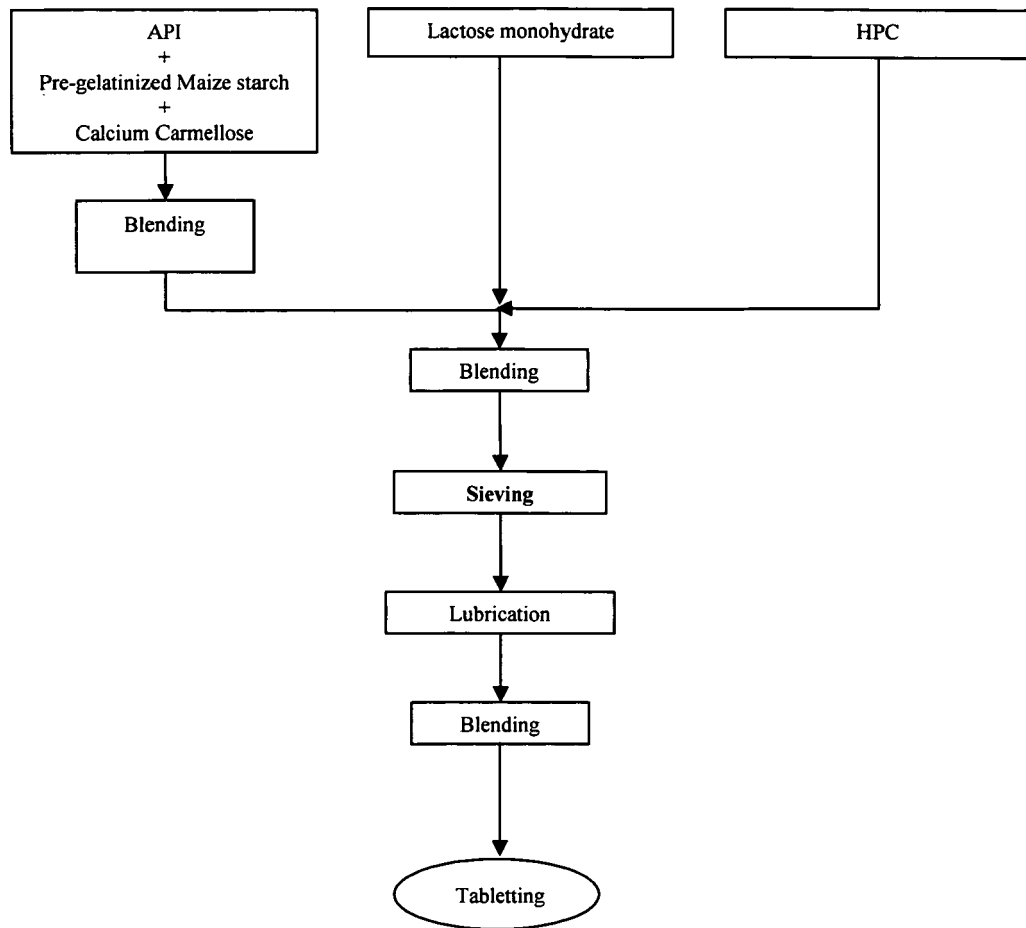 API
+
Pre-gelatinized Maize starch
+
Calcium Carmellose
Lactose monohydrate
HPC
Blending
Blending
Sieving
Lubrication
Blending
Tabletting